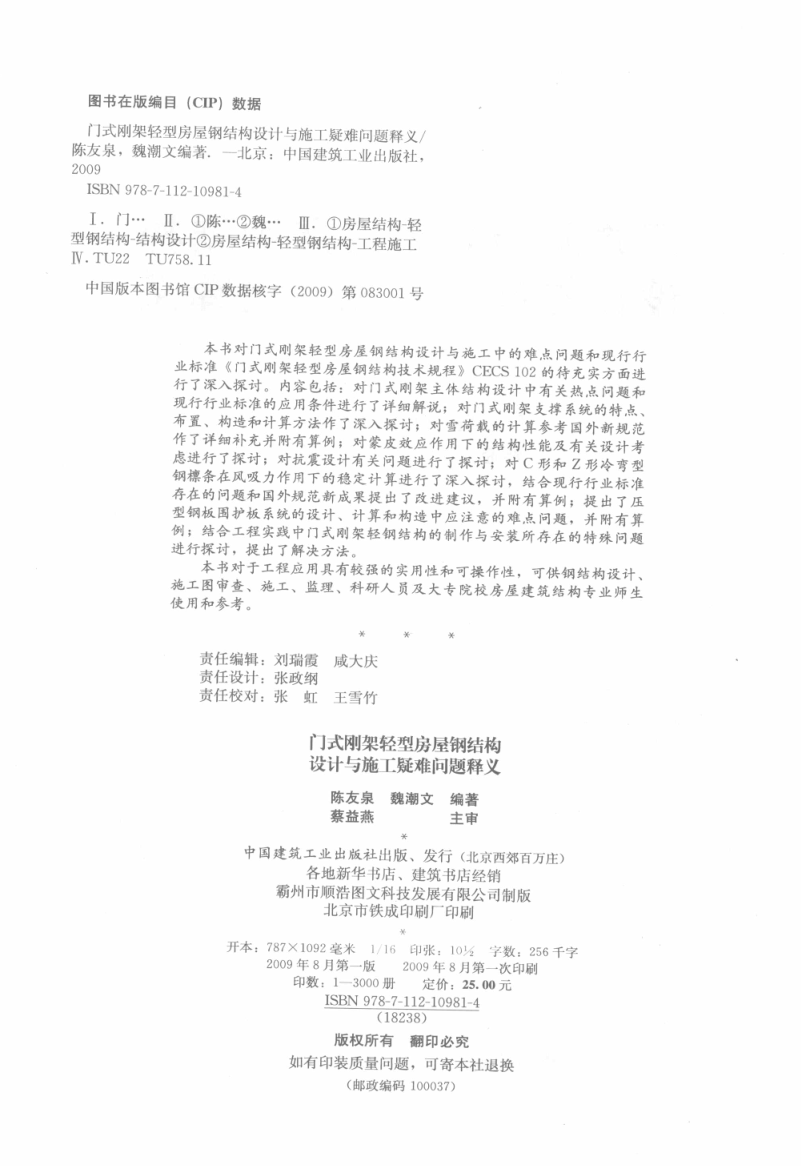 图书在版编目（CIP）数据
门式刚架轻型房屋钢结构设计与施工疑难问题释义/
陈友泉，魏潮文编著．—北京：中国建筑工业出版社，
2009
ISBN 978-7-112-10981-4
Ⅰ．门… Ⅱ．①陈…②魏… Ⅲ．①房屋结构-轻
型钢结构-结构设计②房屋结构-轻型钢结构-工程施工
Ⅳ．TU22 TU758.11
中国版本图书馆CIP数据核字（2009）第083001号
本书对门式刚架轻型房屋钢结构设计与施工中的难点问题和现行行
业标准《门式刚架轻型房屋钢结构技术规程》CECS 102的待充实方面进
行了深入探讨。内容包括：对门式刚架主体结构设计中有关热点问题和
现行行业标准的应用条件进行了详细解说；对门式刚架支撑系统的特点、
布置、构造和计算方法作了深入探讨；对雪荷载的计算参考国外新规范
作了详细补充并附有算例；对蒙皮效应作用下的结构性能及有关设计考
虑进行了探讨；对抗震设计有关问题进行了探讨；对C形和Z形冷弯型
钢檩条在风吸力作用下的稳定计算进行了深入探讨，结合现行行业标准
存在的问题和国外规范新成果提出了改进建议，并附有算例；提出了压
型钢板围护板系统的设计、计算和构造中应注意的难点问题，并附有算
例；结合工程实践中门式刚架轻钢结构的制作与安装所存在的特殊问题
进行探讨，提出了解决方法。
本书对于工程应用具有较强的实用性和可操作性，可供钢结构设计、
施工图审查、施工、监理、科研人员及大专院校房屋建筑结构专业师生
使用和参考。
* * *
责任编辑：刘瑞霞 咸大庆
责任设计：张政纲
责任校对：张 虹 王雪竹
门式刚架轻型房屋钢结构
设计与施工疑难问题释义
陈友泉 魏潮文 编著
蔡益燕 主审
*
中国建筑工业出版社出版、发行（北京西郊百万庄）
各地新华书店、建筑书店经销
霸州市顺浩图文科技发展有限公司制版
北京市铁成印刷厂印刷
*
开本：787×1092毫米 1/16 印张：10½ 字数：256千字
2009年8月第一版 2009年8月第一次印刷
印数：1—3000册 定价：25.00元
ISBN 978-7-112-10981-4
（18238）
版权所有 翻印必究
如有印装质量问题，可寄本社退换
（邮政编码 100037）